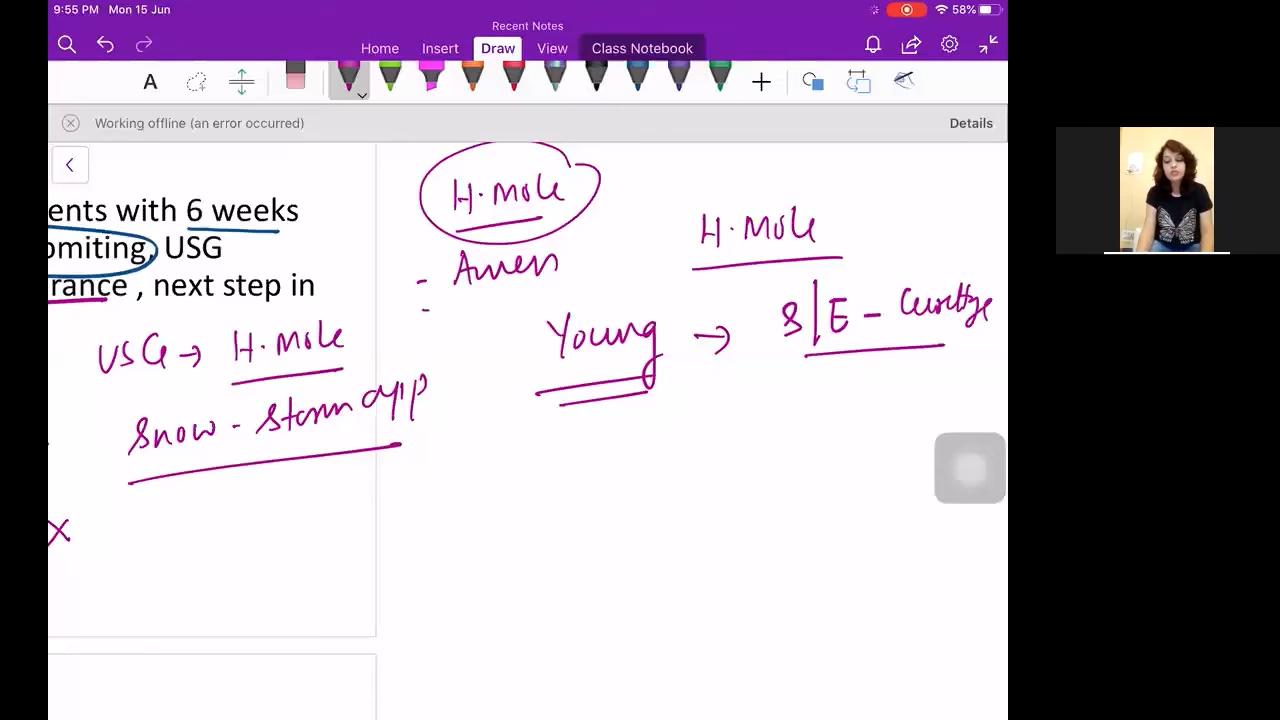 9:55 PM Mon 15 Jun
58%
Recent Notes
Home Insert Draw View Class Notebook
A
Working offline (an error occurred)
Details
ents with 6 weeks
omiting, USG
rance , next step in
USG → H.Mole
Snow - Storm app
X
H.Mole
- Amen
-
Young →
H.Mole
S/E - Curettge